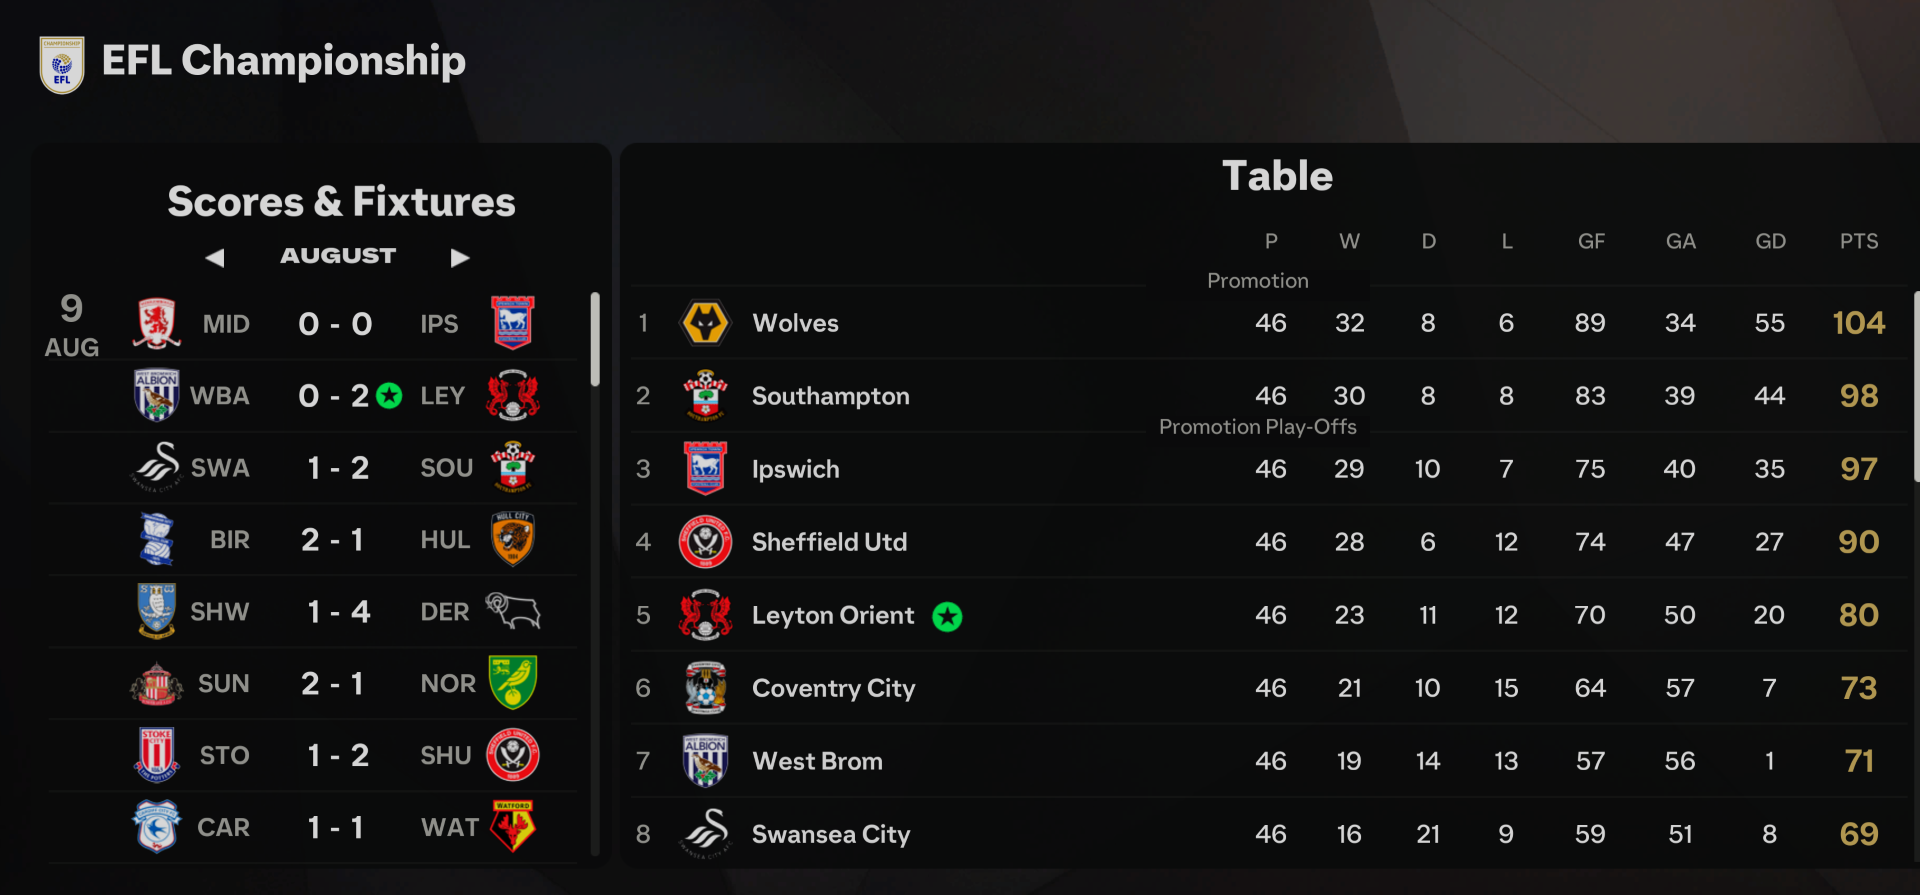 EFL Championship
Scores & Fixtures
AUGUST
9 AUG
MID 0 - 0 IPS
WBA 0 - 2 LEY
SWA 1 - 2 SOU
BIR 2 - 1 HUL
SHW 1 - 4 DER
SUN 2 - 1 NOR
STO 1 - 2 SHU
CAR 1 - 1 WAT
Table
P W D L GF GA GD PTS
Promotion
1 Wolves 46 32 8 6 89 34 55 104
2 Southampton 46 30 8 8 83 39 44 98
Promotion Play-Offs
3 Ipswich 46 29 10 7 75 40 35 97
4 Sheffield Utd 46 28 6 12 74 47 27 90
5 Leyton Orient 46 23 11 12 70 50 20 80
6 Coventry City 46 21 10 15 64 57 7 73
7 West Brom 46 19 14 13 57 56 1 71
8 Swansea City 46 16 21 9 59 51 8 69